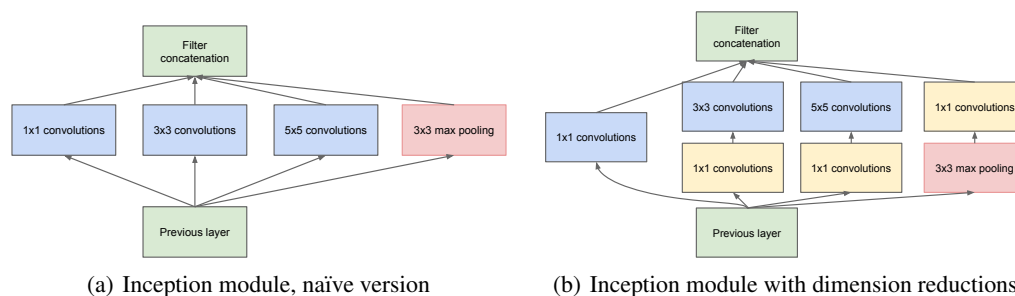 Filter
concatenation
1x1 convolutions
3x3 convolutions
5x5 convolutions
3x3 max pooling
Previous layer
(a) Inception module, naïve version
Filter
concatenation
3x3 convolutions
5x5 convolutions
1x1 convolutions
1x1 convolutions
1x1 convolutions
1x1 convolutions
3x3 max pooling
Previous layer
(b) Inception module with dimension reductions